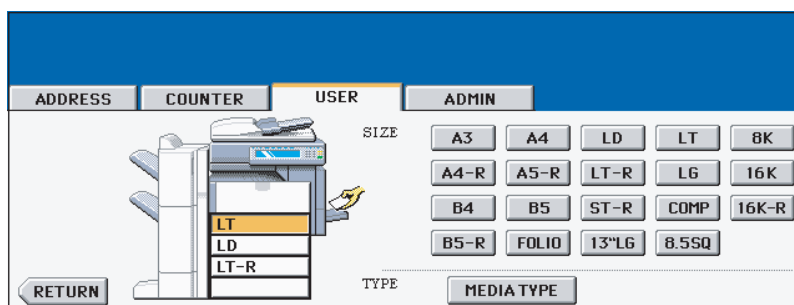 ADDRESS COUNTER USER ADMIN
SIZE A3 A4 LD LT 8K
A4-R A5-R LT-R LG 16K
B4 B5 ST-R COMP 16K-R
B5-R FOLIO 13"LG 8.5SQ
LT
LD
LT-R
TYPE MEDIA TYPE
RETURN